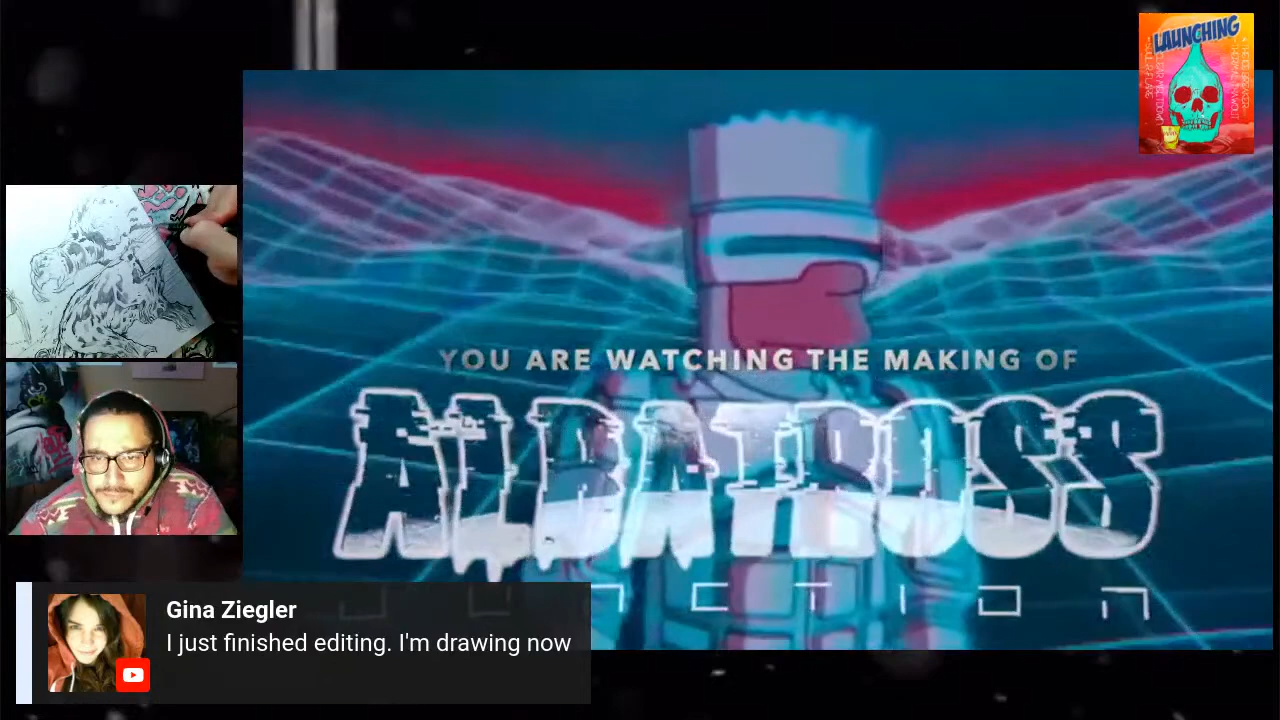 LAUNCHING
YOU ARE WATCHING THE MAKING OF
ALBATROSS
Gina Ziegler
I just finished editing. I'm drawing now